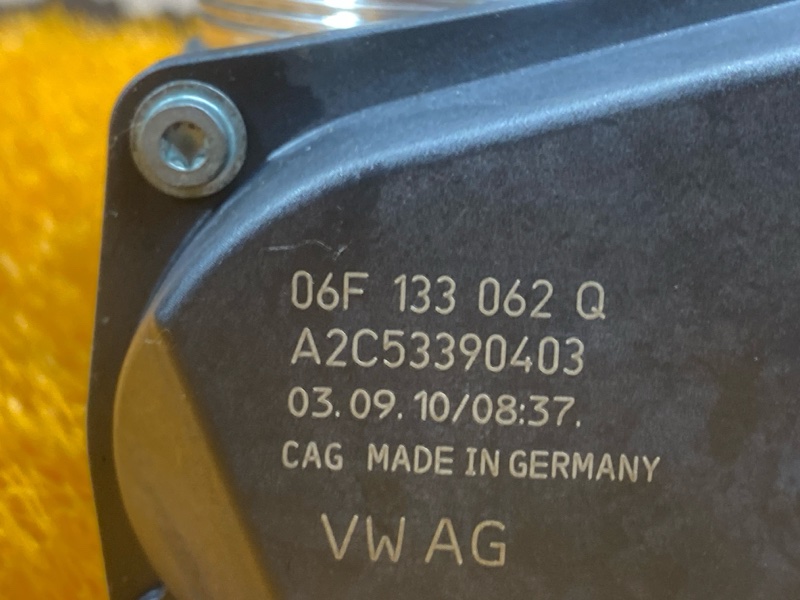 06F 133 062 Q
A2C53390403
03.09.10/08:37.
CAG MADE IN GERMANY
VW AG